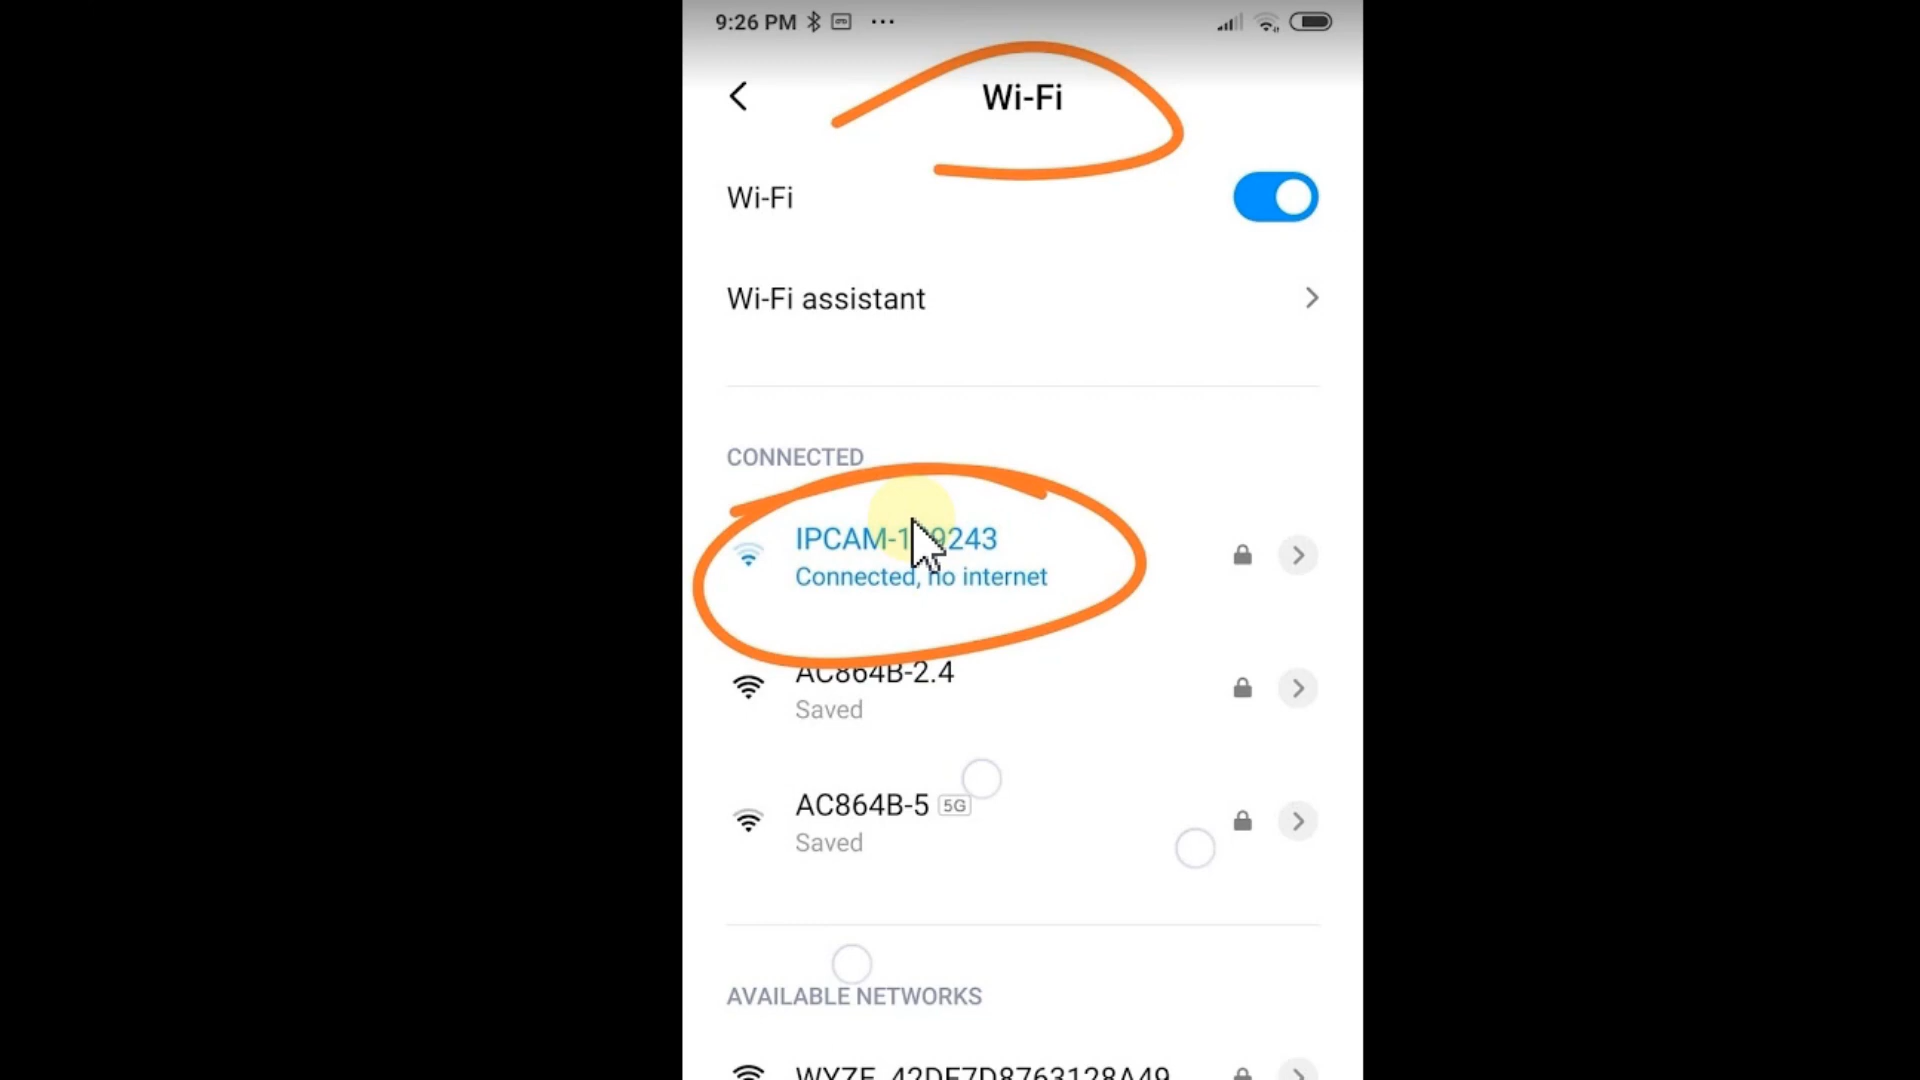 9:26 PM
Wi-Fi
Wi-Fi
Wi-Fi assistant
CONNECTED
Connected, no internet
AC864B-2.4
Saved
AC864B-5 5G
Saved
AVAILABLE NETWORKS